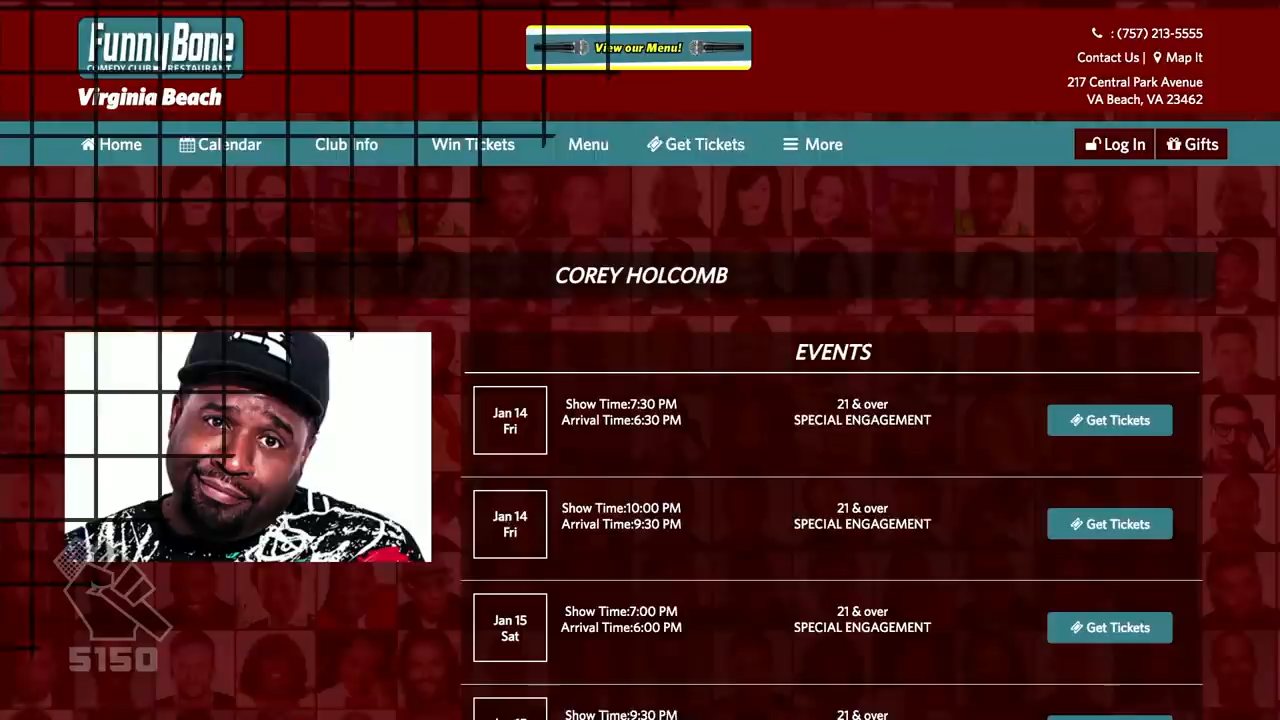 FunnyBone
COMEDY CLUB RESTAURANT
Virginia Beach
View our Menu!
: (757) 213-5555
Contact Us | Map It
217 Central Park Avenue
VA Beach, VA 23462
Home Calendar Club Info Win Tickets Menu Get Tickets More Log In Gifts
COREY HOLCOMB
EVENTS
Jan 14
Fri
Show Time:7:30 PM
Arrival Time:6:30 PM
21 & over
SPECIAL ENGAGEMENT
Get Tickets
Jan 14
Fri
Show Time:10:00 PM
Arrival Time:9:30 PM
21 & over
SPECIAL ENGAGEMENT
Get Tickets
Jan 15
Sat
Show Time:7:00 PM
Arrival Time:6:00 PM
21 & over
SPECIAL ENGAGEMENT
Get Tickets
Show Time:9:30 PM
21 & over
5150